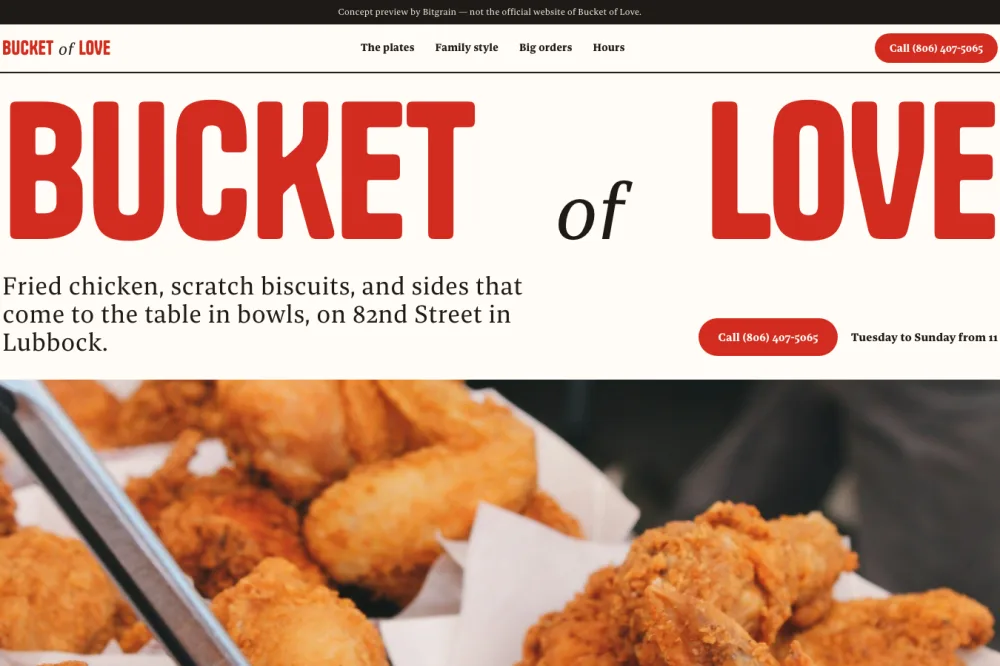 Concept preview by Bitgrain — not the official website of Bucket of Love.
BUCKET of LOVE
The plates
Family style
Big orders
Hours
Call (806) 407-5065
BUCKET of LOVE
Fried chicken, scratch biscuits, and sides that
come to the table in bowls, on 82nd Street in
Lubbock.
Call (806) 407-5065
Tuesday to Sunday from 11